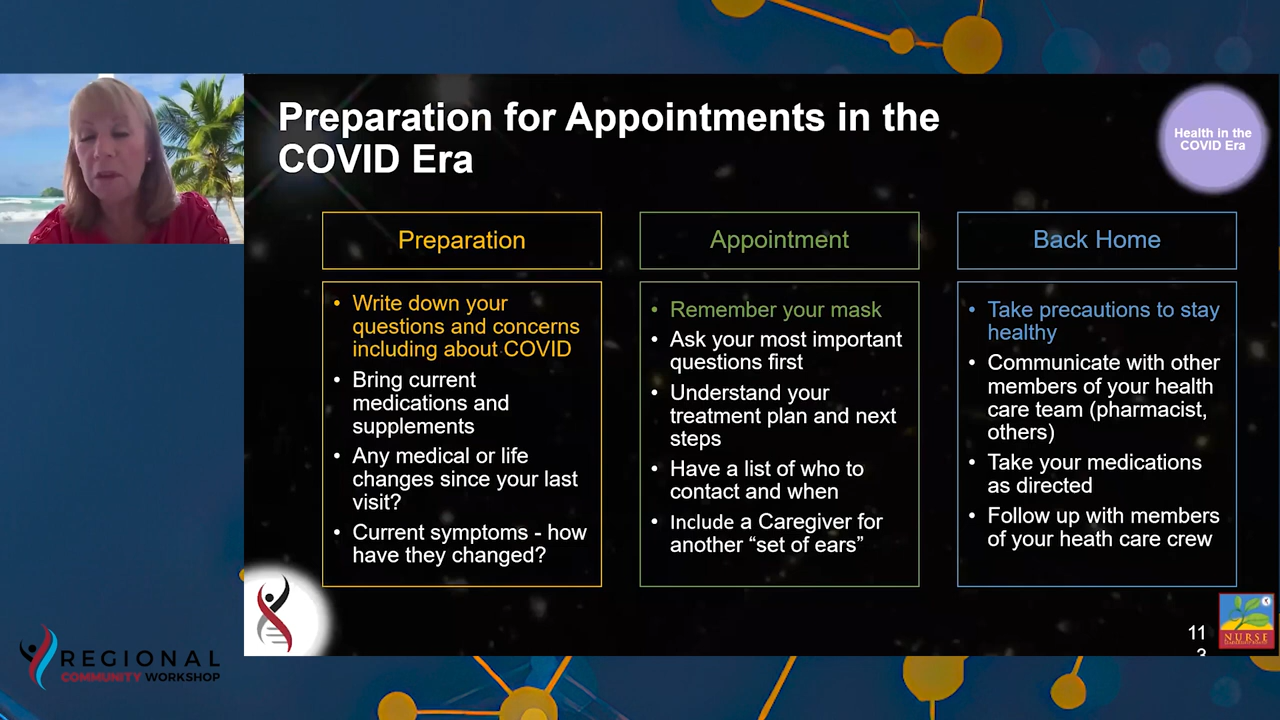 Preparation for Appointments in the
COVID Era
Health in the
COVID Era
Preparation
• Write down your
questions and concerns
including about COVID
• Bring current
medications and
supplements
• Any medical or life
changes since your last
visit?
• Current symptoms - how
have they changed?
Appointment
• Remember your mask
• Ask your most important
questions first
• Understand your
treatment plan and next
steps
• Have a list of who to
contact and when
• Include a Caregiver for
another “set of ears”
Back Home
• Take precautions to stay
healthy
• Communicate with other
members of your health
care team (pharmacist,
others)
• Take your medications
as directed
• Follow up with members
of your heath care crew
11
3
NURSE
REGIONAL
COMMUNITY WORKSHOP